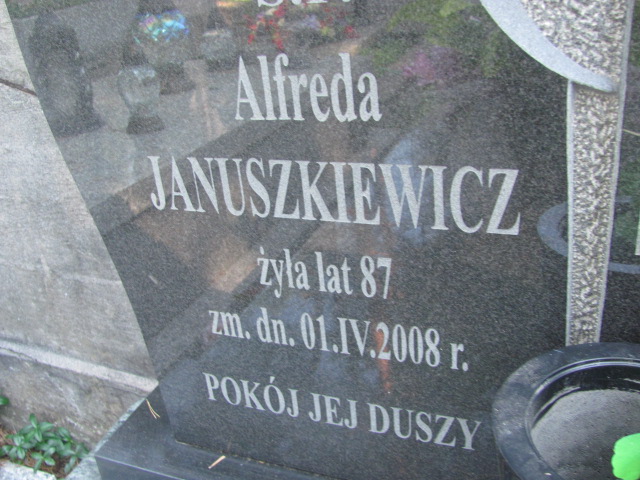 Ś.P.
Alfreda
JANUSZKIEWICZ
żyła lat 87
zm. dn. 01.IV.2008 r.
POKÓJ JEJ DUSZY